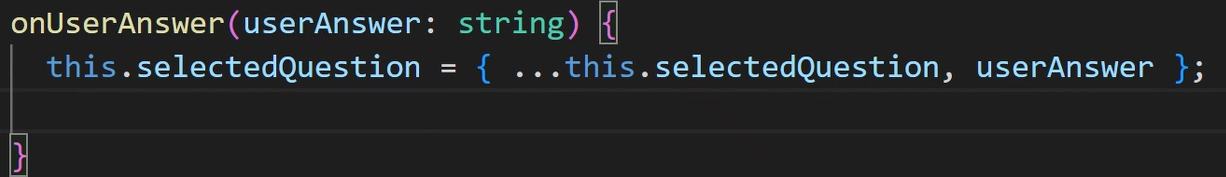 onUserAnswer(userAnswer: string) {
  this.selectedQuestion = { ...this.selectedQuestion, userAnswer };
}